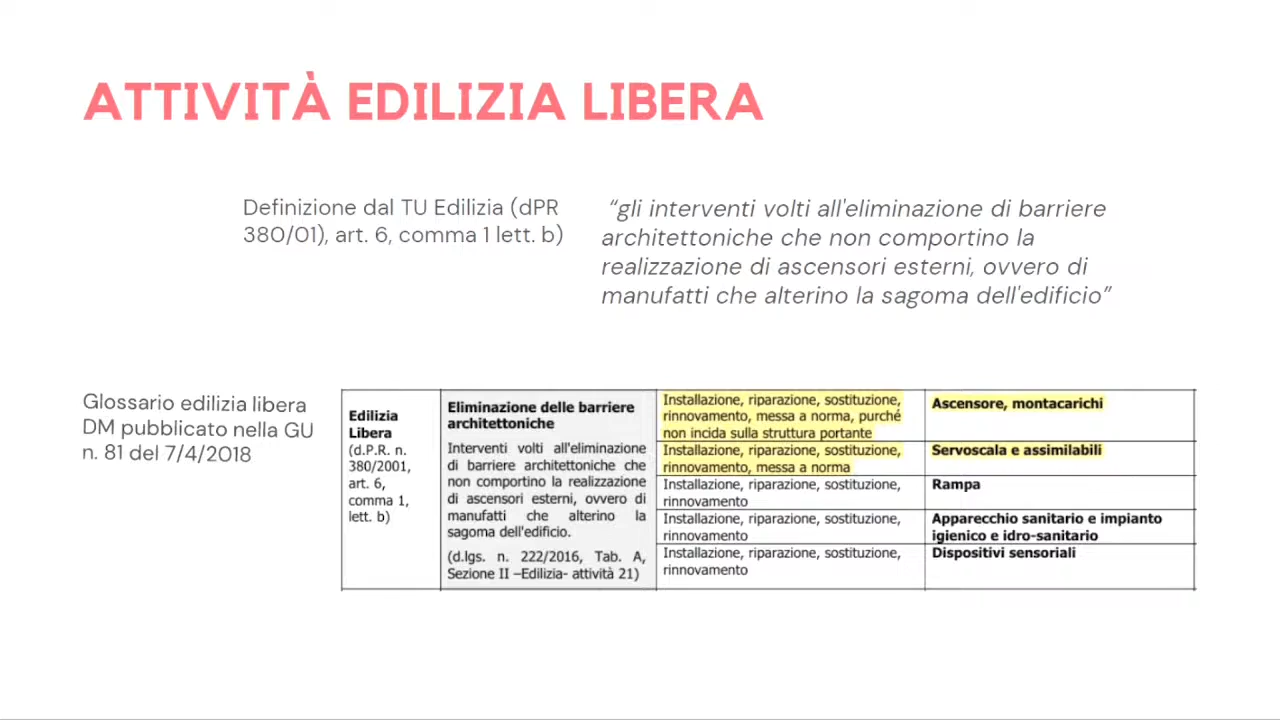 ATTIVITÀ EDILIZIA LIBERA
Definizione dal TU Edilizia (dPR
380/01), art. 6, comma 1 lett. b)
“gli interventi volti all'eliminazione di barriere
architettoniche che non comportino la
realizzazione di ascensori esterni, ovvero di
manufatti che alterino la sagoma dell'edificio”
Glossario edilizia libera
DM pubblicato nella GU
n. 81 del 7/4/2018
Edilizia
Libera
(d.P.R. n.
380/2001,
art. 6,
comma 1,
lett. b)
Eliminazione delle barriere
architettoniche
Interventi volti all'eliminazione
di barriere architettoniche che
non comportino la realizzazione
di ascensori esterni, ovvero di
manufatti che alterino la
sagoma dell'edificio.
(d.lgs. n. 222/2016, Tab. A,
Sezione II –Edilizia- attività 21)
Installazione, riparazione, sostituzione,
rinnovamento, messa a norma, purché
non incida sulla struttura portante
Ascensore, montacarichi
Installazione, riparazione, sostituzione,
rinnovamento, messa a norma
Servoscala e assimilabili
Installazione, riparazione, sostituzione,
rinnovamento
Rampa
Installazione, riparazione, sostituzione,
rinnovamento
Apparecchio sanitario e impianto
igienico e idro-sanitario
Installazione, riparazione, sostituzione,
rinnovamento
Dispositivi sensoriali